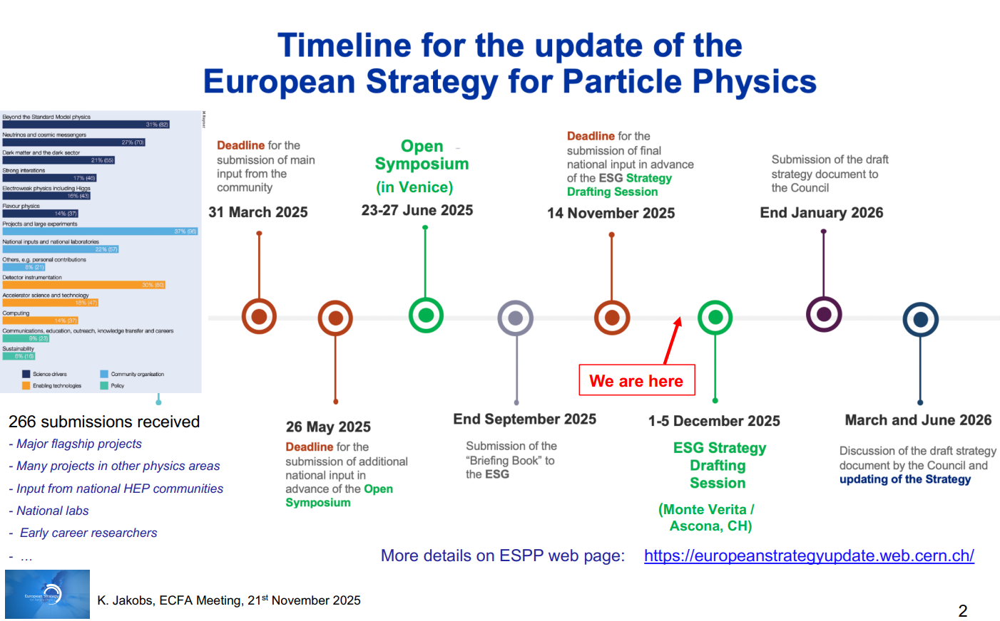 Timeline for the update of the
European Strategy for Particle Physics
Beyond the Standard Model physics
31% (82)
Neutrinos and cosmic messengers
27% (70)
Dark matter and the dark sector
21% (55)
Strong interations
17% (46)
Electroweak physics including Higgs
16% (43)
Flavour physics
14% (37)
Projects and large experiments
37% (98)
National inputs and national laboratories
22% (57)
Others, e.g. personal contributions
8% (21)
Detector instrumentation
30% (80)
Accelerator science and technology
18% (47)
Computing
14% (37)
Communications, education, outreach, knowledge transfer and careers
9% (23)
Sustainability
6% (16)
Science drivers
Community organisation
Enabling technologies
Policy
266 submissions received
- Major flagship projects
- Many projects in other physics areas
- Input from national HEP communities
- National labs
- Early career researchers
- …
Deadline for the
submission of main
input from the
community
31 March 2025
26 May 2025
Deadline for the
submission of additional
national input in
advance of the Open
Symposium
Open
Symposium
(in Venice)
23-27 June 2025
End September 2025
Submission of the
“Briefing Book” to
the ESG
Deadline for the
submission of final
national input in advance
of the ESG Strategy
Drafting Session
14 November 2025
We are here
1-5 December 2025
ESG Strategy
Drafting
Session
(Monte Verita /
Ascona, CH)
Submission of the draft
strategy document to
the Council
End January 2026
March and June 2026
Discussion of the draft strategy
document by the Council and
updating of the Strategy
More details on ESPP web page: https://europeanstrategyupdate.web.cern.ch/
European Strategy
K. Jakobs, ECFA Meeting, 21st November 2025
2